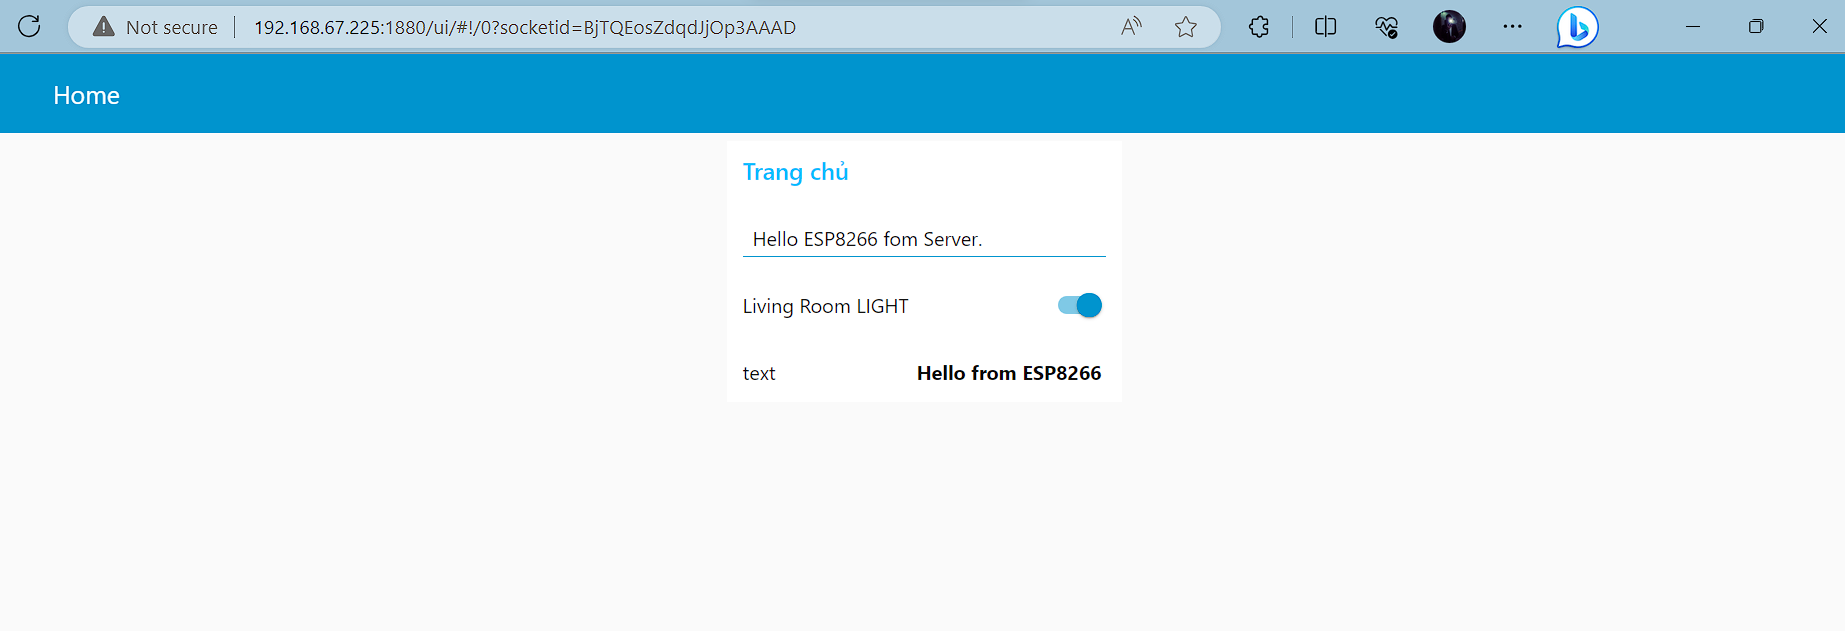 Not secure 192.168.67.225:1880/ui/#!/0?socketid=BjTQEosZdqdJjOp3AAAD
Home
Trang chủ
Hello ESP8266 fom Server.
Living Room LIGHT
text Hello from ESP8266